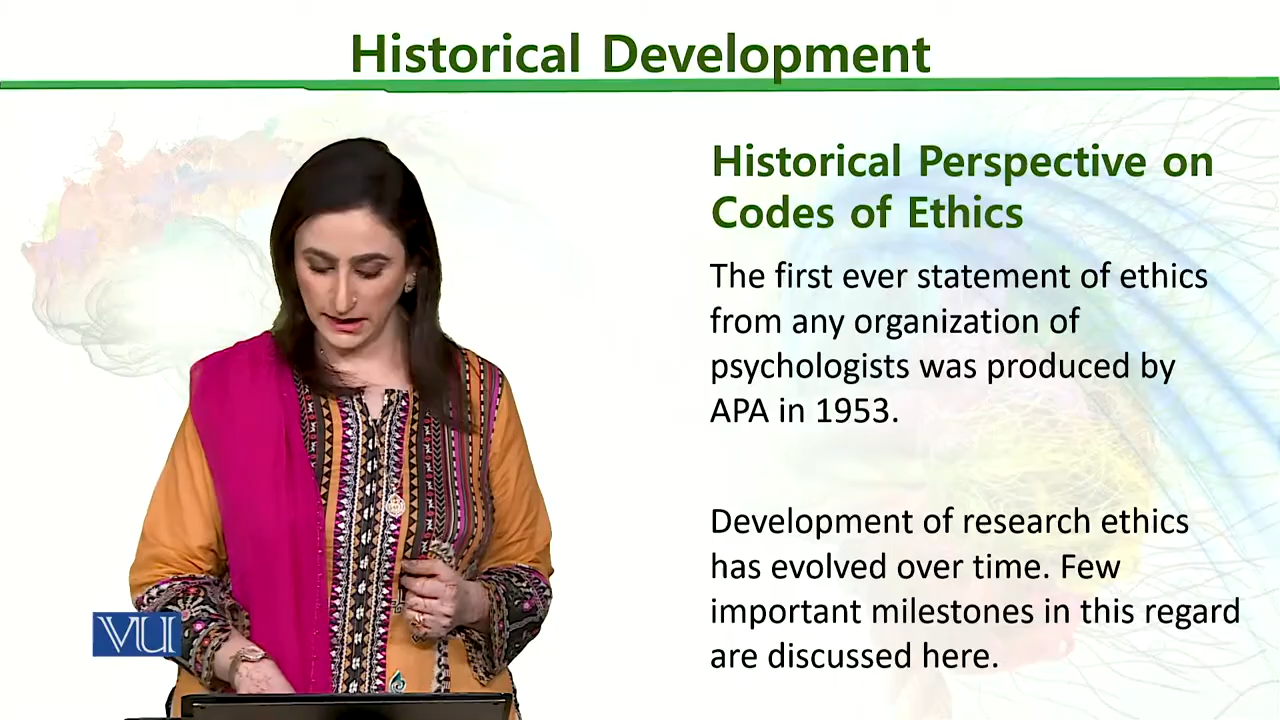 Historical Development
Historical Perspective on
Codes of Ethics
The first ever statement of ethics
from any organization of
psychologists was produced by
APA in 1953.
Development of research ethics
has evolved over time. Few
important milestones in this regard
are discussed here.
VU